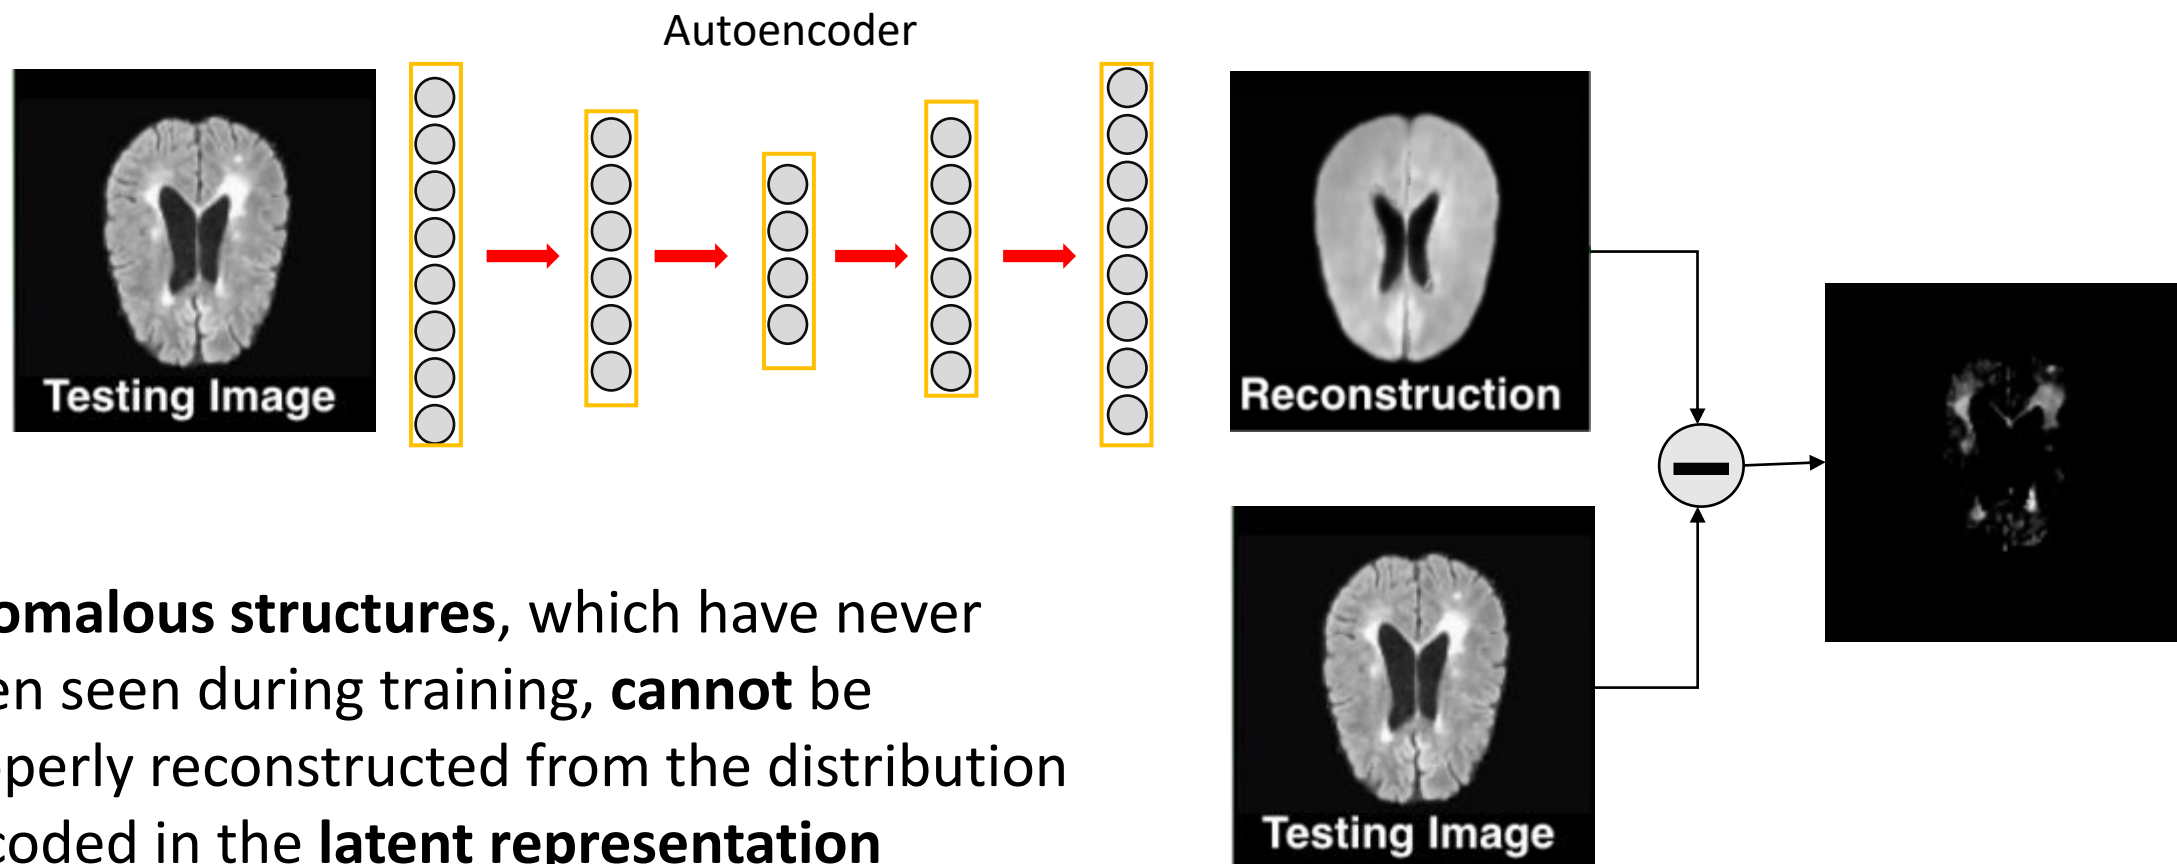 Autoencoder
Testing Image
Reconstruction
omalous structures, which have never
en seen during training, cannot be
perly reconstructed from the distribution
coded in the latent representation
Testing Image